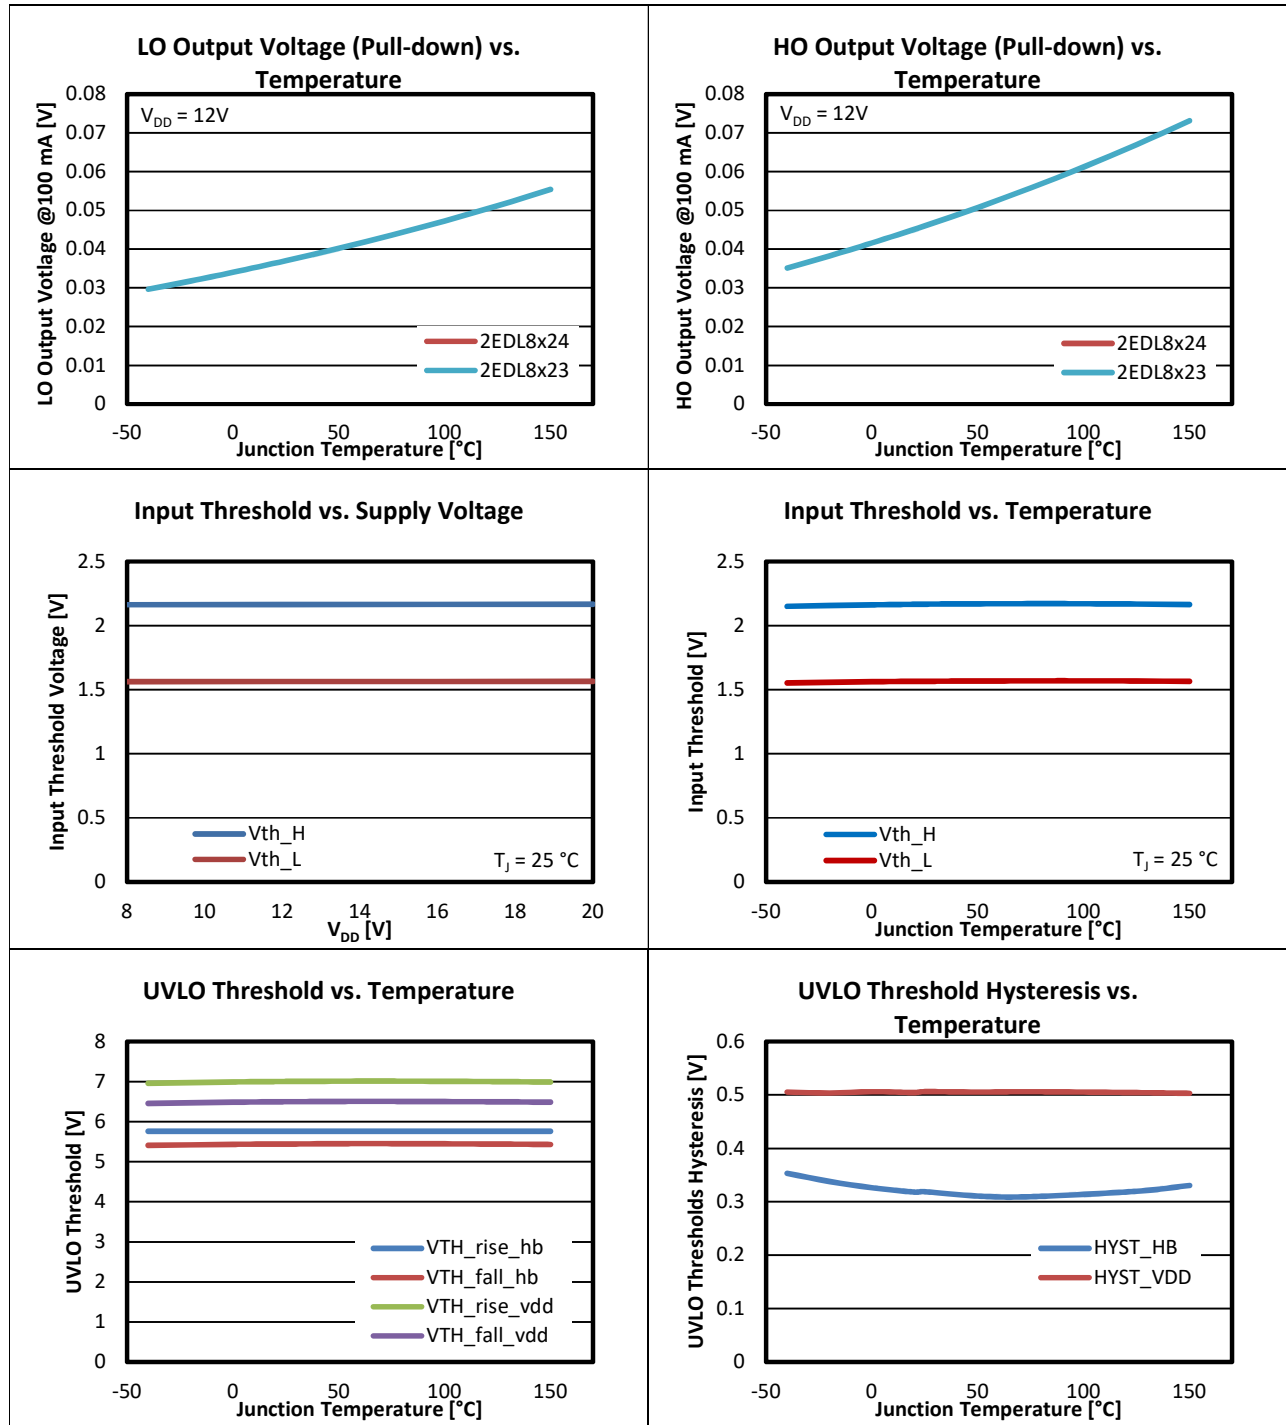 LO Output Voltage (Pull-down) vs.
Temperature
LO Output Votlage @100 mA [V]
0.08
0.07
0.06
0.05
0.04
0.03
0.02
0.01
0
V_DD = 12V
2EDL8x24
2EDL8x23
-50 0 50 100 150
Junction Temperature [°C]
HO Output Voltage (Pull-down) vs.
Temperature
HO Output Votlage @100 mA [V]
0.08
0.07
0.06
0.05
0.04
0.03
0.02
0.01
0
V_DD = 12V
2EDL8x24
2EDL8x23
-50 0 50 100 150
Junction Temperature [°C]
Input Threshold vs. Supply Voltage
Input Threshold Voltage [V]
2.5
2
1.5
1
0.5
0
Vth_H
Vth_L
T_J = 25 °C
8 10 12 14 16 18 20
V_DD [V]
Input Threshold vs. Temperature
Input Threshold [V]
2.5
2
1.5
1
0.5
0
Vth_H
Vth_L
T_J = 25 °C
-50 0 50 100 150
Junction Temperature [°C]
UVLO Threshold vs. Temperature
UVLO Threshold [V]
8
7
6
5
4
3
2
1
0
VTH_rise_hb
VTH_fall_hb
VTH_rise_vdd
VTH_fall_vdd
-50 0 50 100 150
Junction Temperature [°C]
UVLO Threshold Hysteresis vs.
Temperature
UVLO Thresholds Hysteresis [V]
0.6
0.5
0.4
0.3
0.2
0.1
0
HYST_HB
HYST_VDD
-50 0 50 100 150
Junction Temperature [°C]